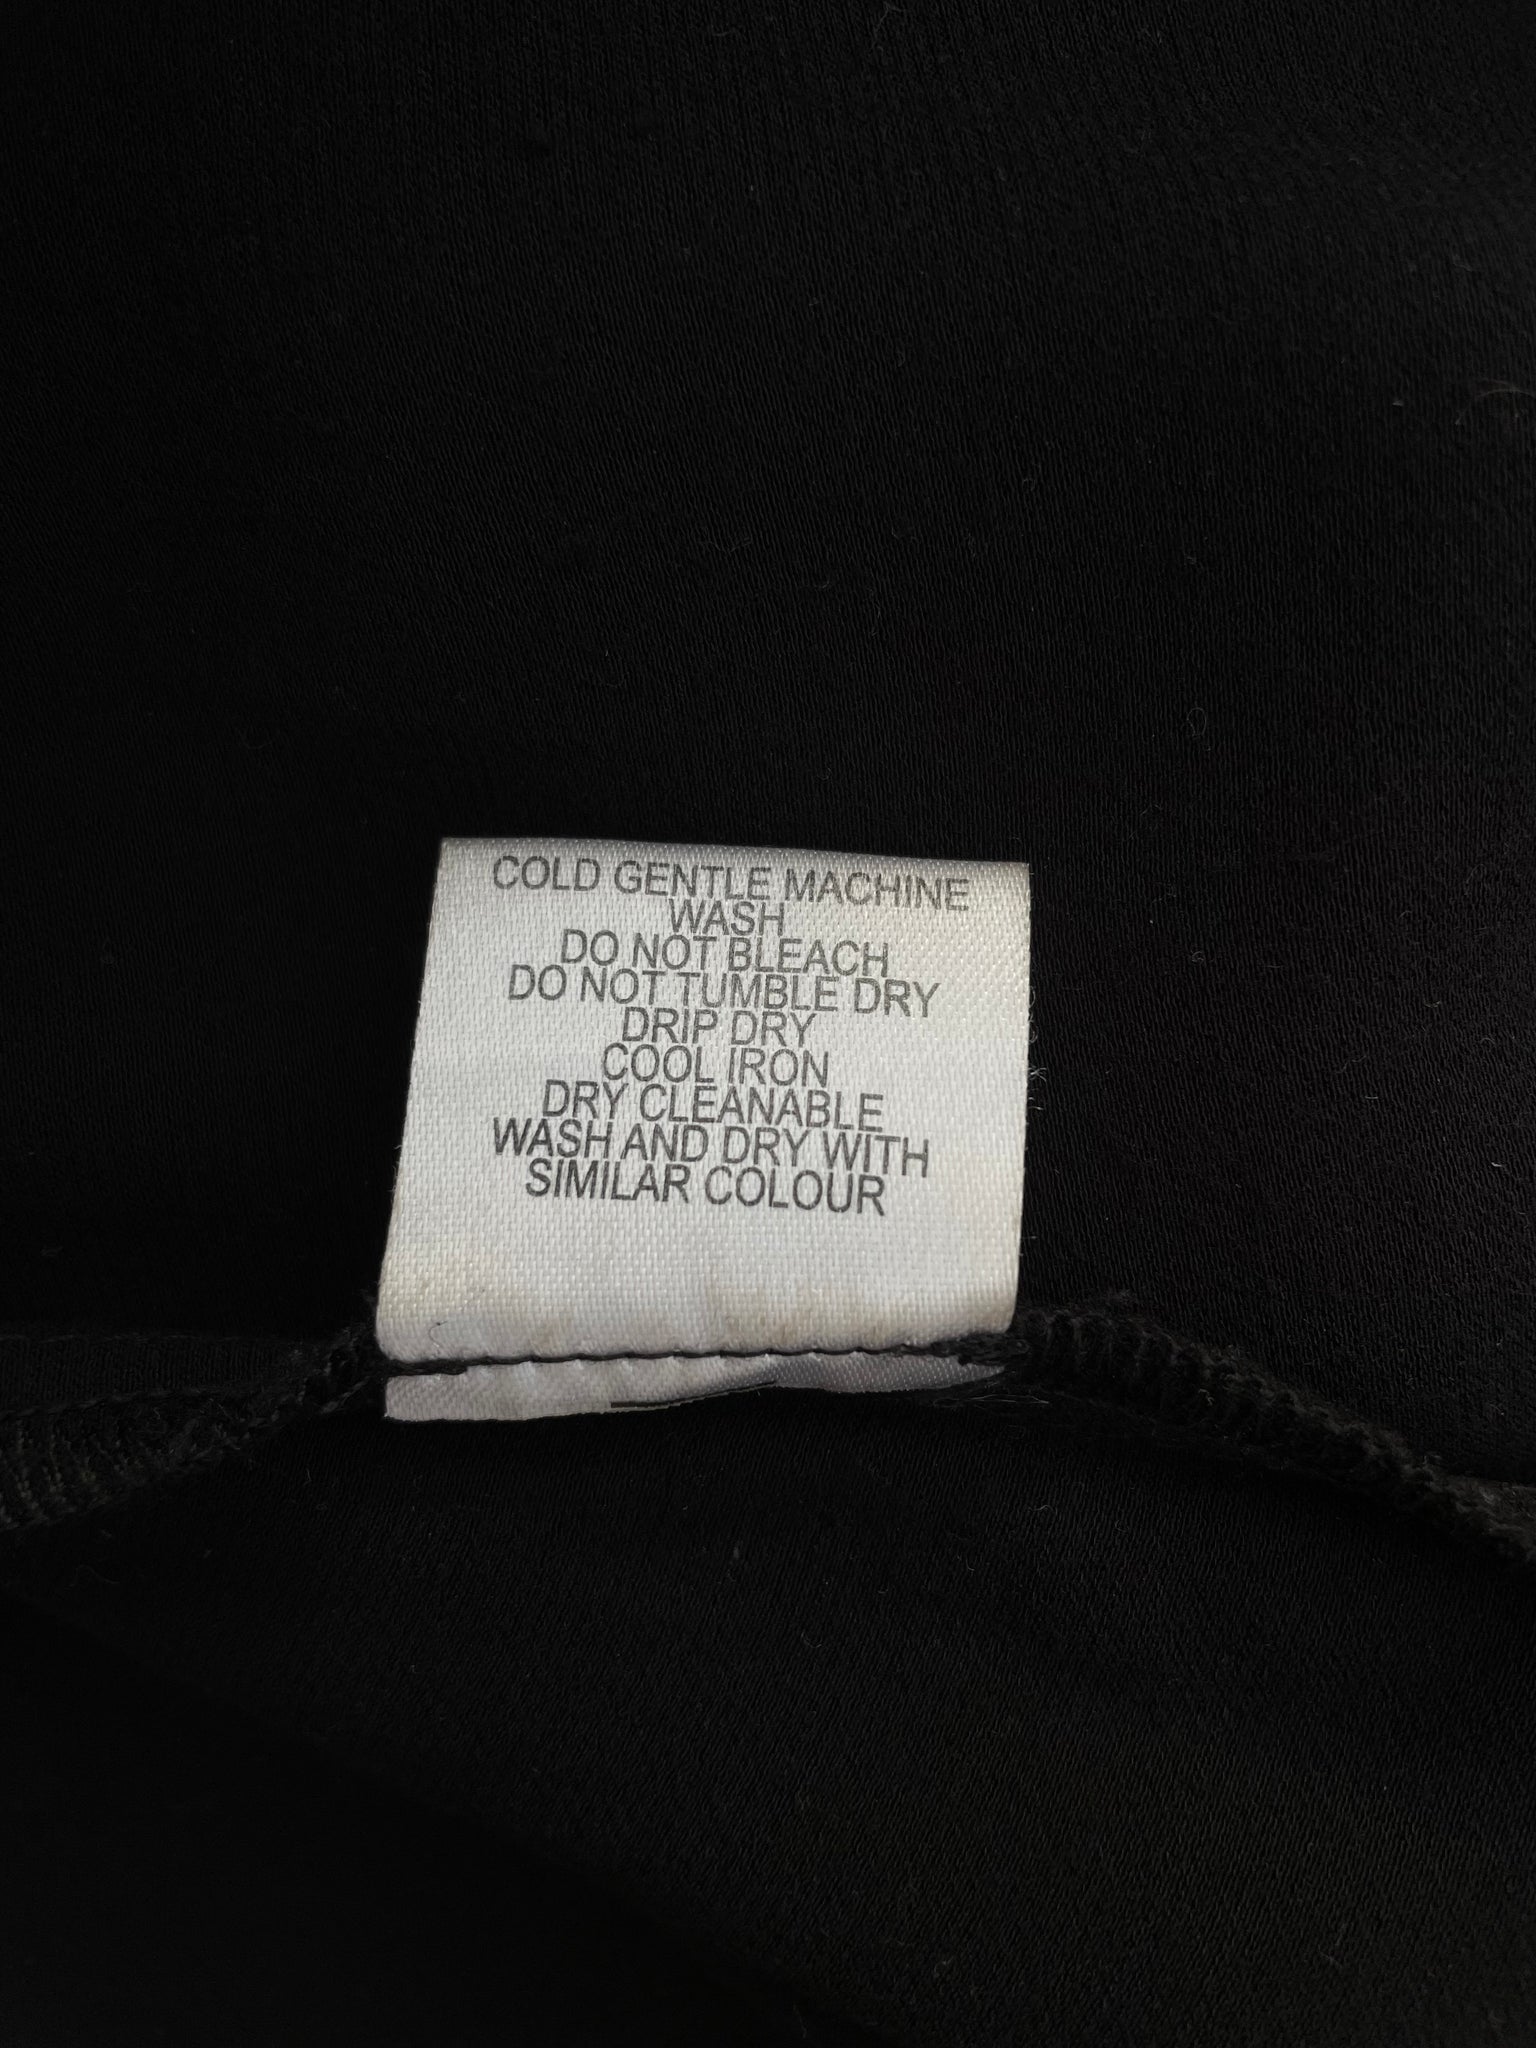 COLD GENTLE MACHINE
WASH
DO NOT BLEACH
DO NOT TUMBLE DRY
DRIP DRY
COOL IRON
DRY CLEANABLE
WASH AND DRY WITH
SIMILAR COLOUR